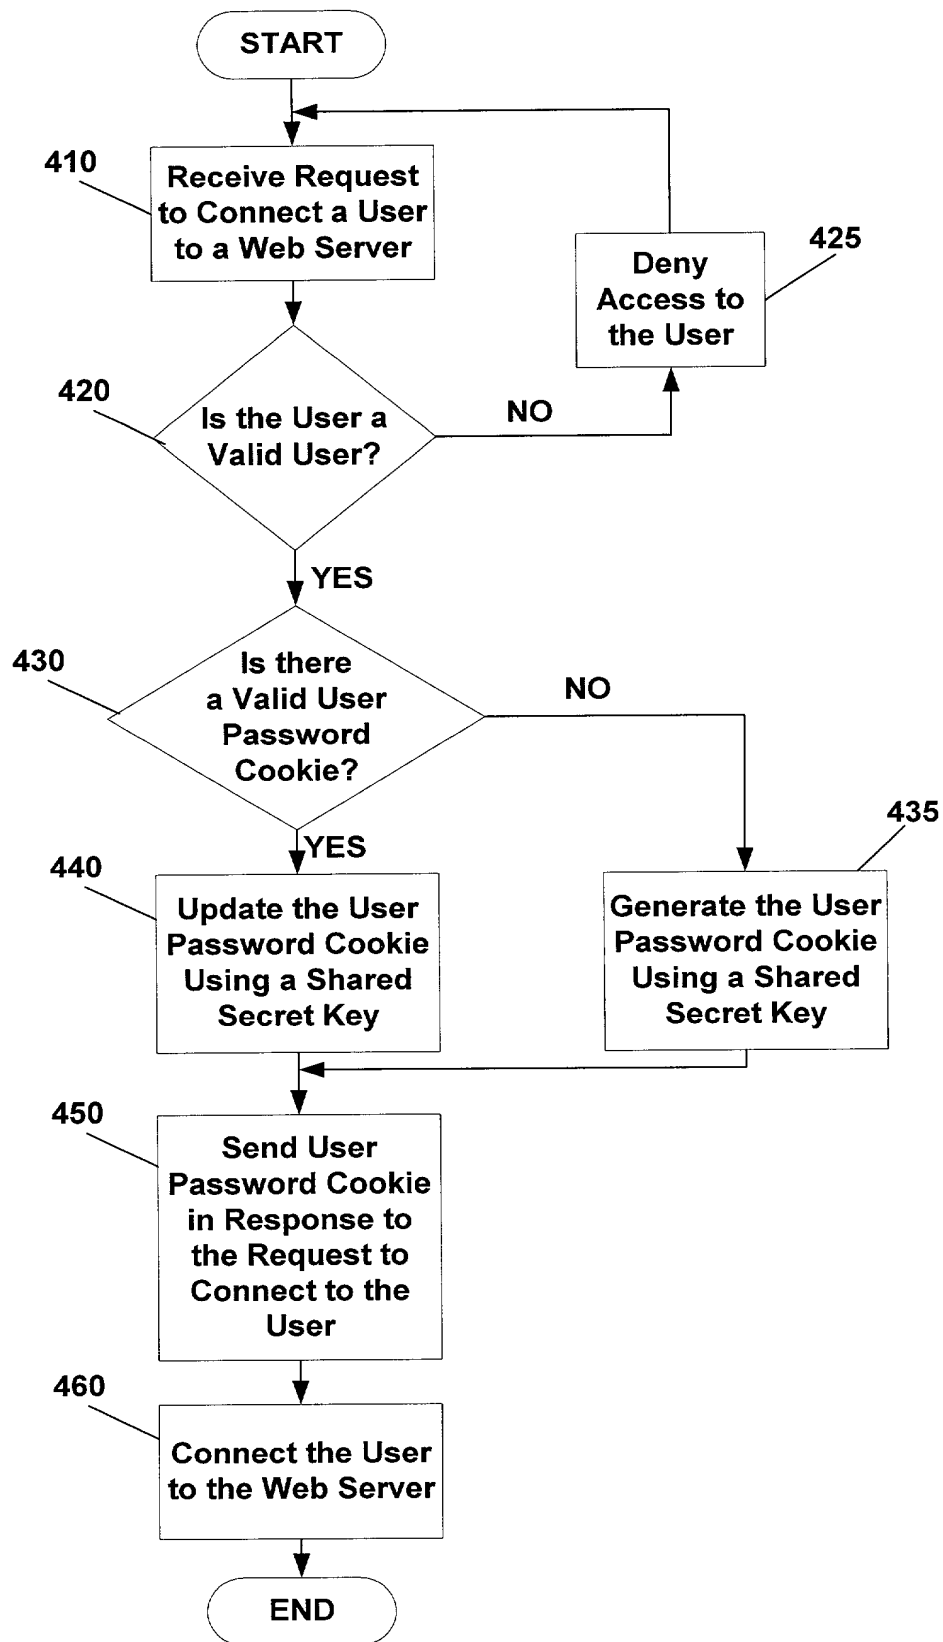 START
410
Receive Request
to Connect a User
to a Web Server
425
Deny
Access to
the User
420
Is the User a
Valid User?
NO
YES
430
Is there
a Valid User
Password
Cookie?
NO
YES
435
440
Update the User
Password Cookie
Using a Shared
Secret Key
Generate the User
Password Cookie
Using a Shared
Secret Key
450
Send User
Password Cookie
in Response to
the Request to
Connect to the
User
460
Connect the User
to the Web Server
END